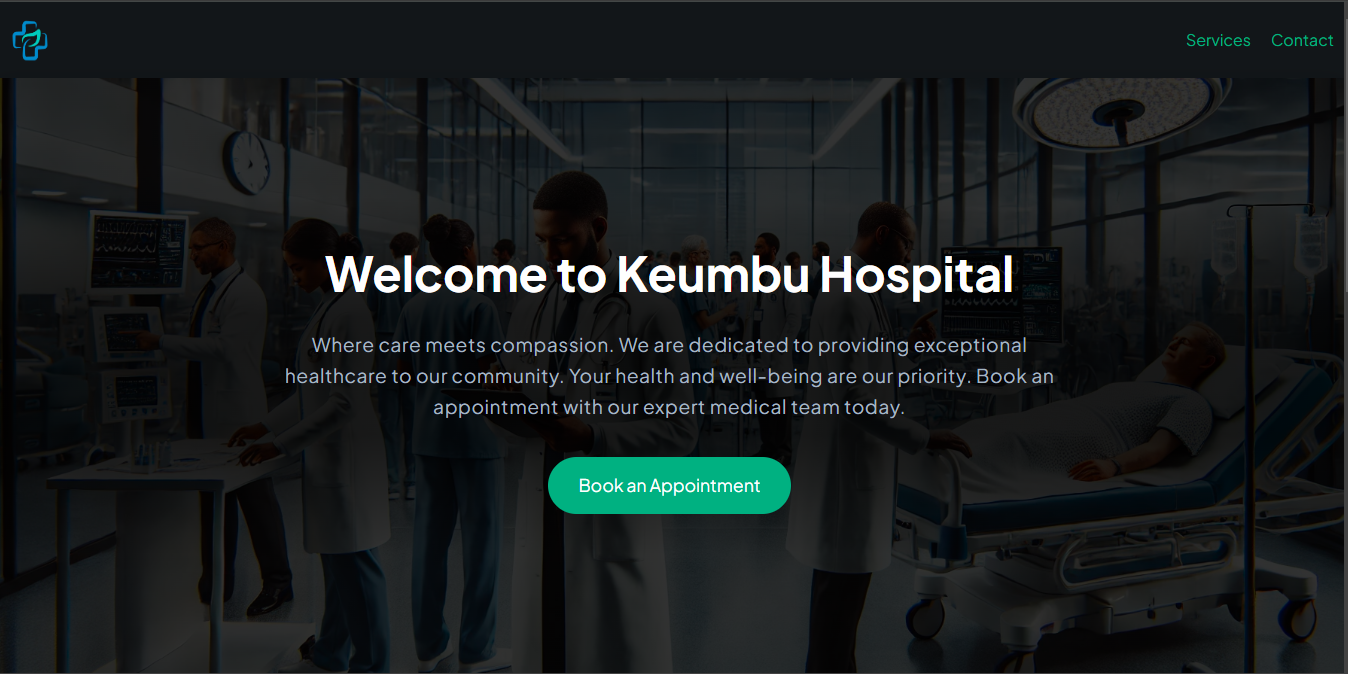 Services Contact
Welcome to Keumbu Hospital
Where care meets compassion. We are dedicated to providing exceptional
healthcare to our community. Your health and well-being are our priority. Book an
appointment with our expert medical team today.
Book an Appointment